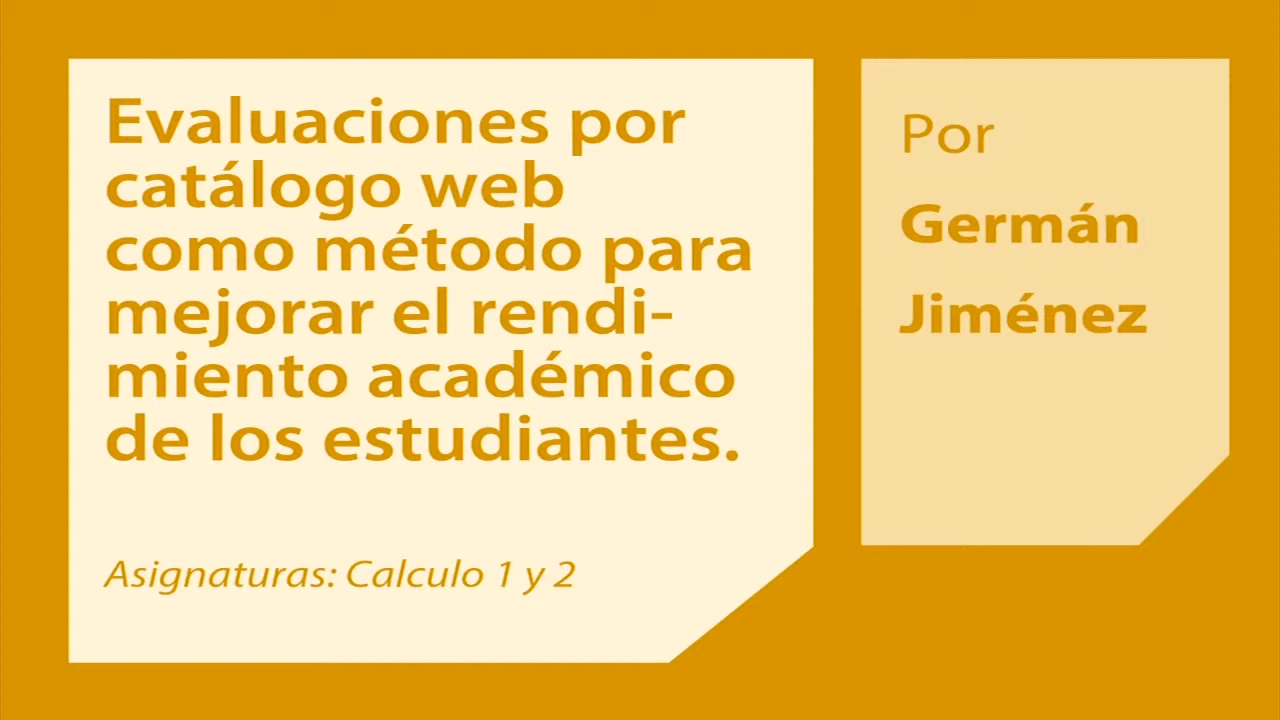 Evaluaciones por
catálogo web
como método para
mejorar el rendi-
miento académico
de los estudiantes.
Asignaturas: Calculo 1 y 2
Por
Germán
Jiménez